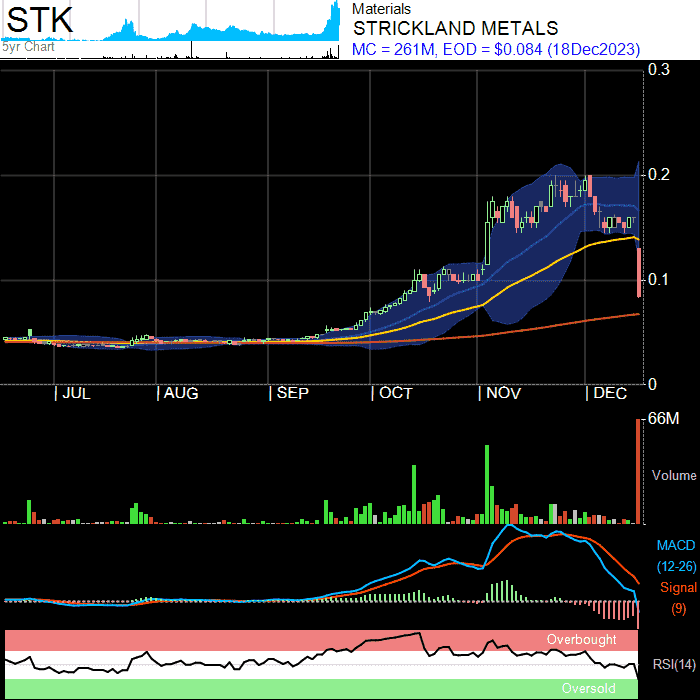 STK
5yr Chart
Materials
STRICKLAND METALS
MC = 261M, EOD = $0.084 (18Dec2023)
0.3
0.2
0.1
0
| JUL | AUG | SEP | OCT | NOV | DEC
66M
Volume
MACD
(12-26)
Signal
(9)
Overbought
RSI(14)
Oversold